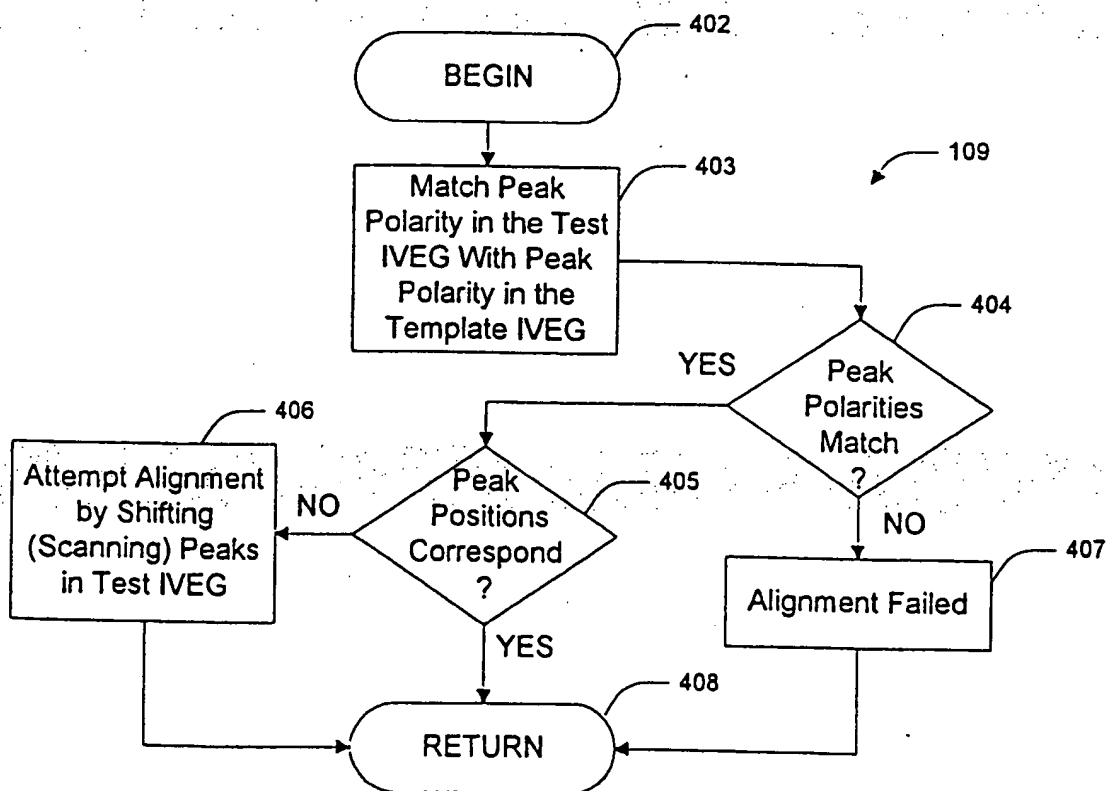 402
BEGIN
403
109
Match Peak
Polarity in the Test
IVEG With Peak
Polarity in the
Template IVEG
404
YES
Peak
Polarities
Match
?
406
Attempt Alignment
by Shifting
(Scanning) Peaks
in Test IVEG
NO
Peak
Positions
Correspond
?
405
NO
407
Alignment Failed
YES
408
RETURN